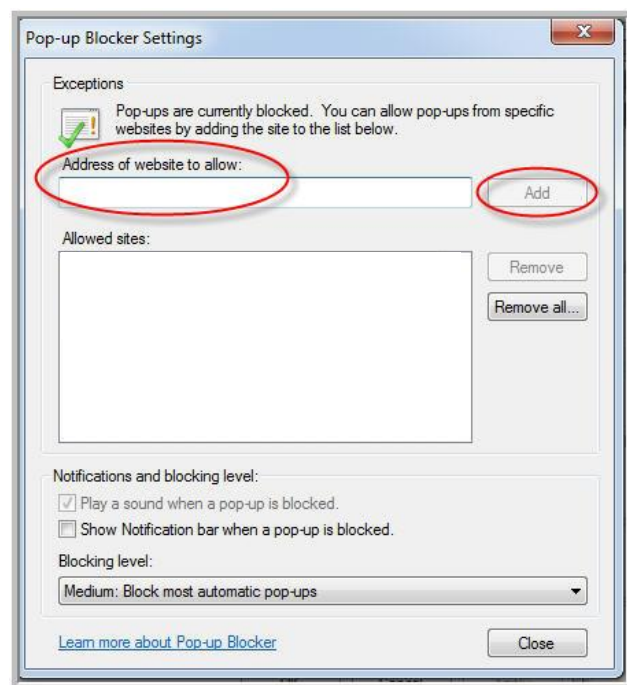 Pop-up Blocker Settings
Exceptions
Pop-ups are currently blocked. You can allow pop-ups from specific
websites by adding the site to the list below.
Address of website to allow:
Add
Allowed sites:
Remove
Remove all...
Notifications and blocking level:
Play a sound when a pop-up is blocked.
Show Notification bar when a pop-up is blocked.
Blocking level:
Medium: Block most automatic pop-ups
Learn more about Pop-up Blocker
Close